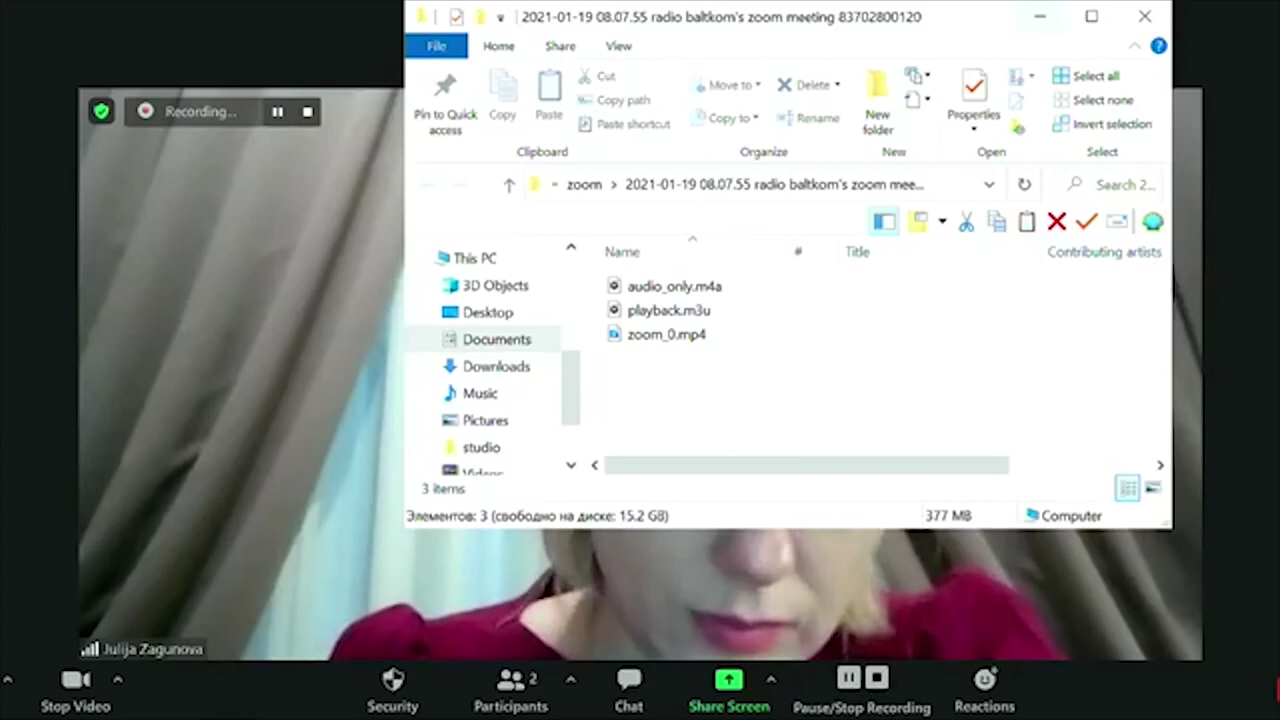 2021-01-19 08.07.55 radio baltkom's zoom meeting 83702800120
File Home Share View
Recording...
Pin to Quick access
Copy
Paste
Cut
Copy path
Paste shortcut
Move to
Copy to
Delete
Rename
New folder
Properties
Select all
Select none
Invert selection
Clipboard Organize New Open Select
zoom > 2021-01-19 08.07.55 radio baltkom's zoom mee... Search 2...
Name # Title Contributing artists
This PC
3D Objects
Desktop
Documents
Downloads
Music
Pictures
studio
Videos
audio_only.m4a
playback.m3u
zoom_0.mp4
3 items
Элементов: 3 (свободно на диске: 15.2 GB) 377 MB Computer
Julija Zagunova
Stop Video Security Participants 2 Chat Share Screen Pause/Stop Recording Reactions